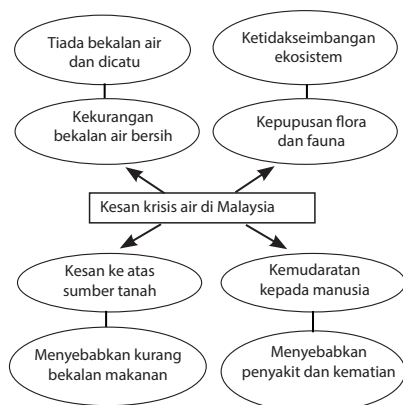 Tiada bekalan air
dan dicatu
Ketidakseimbangan
ekosistem
Kekurangan
bekalan air bersih
Kepupusan flora
dan fauna
Kesan krisis air di Malaysia
Kesan ke atas
sumber tanah
Kemudaratan
kepada manusia
Menyebabkan kurang
bekalan makanan
Menyebabkan
penyakit dan kematian